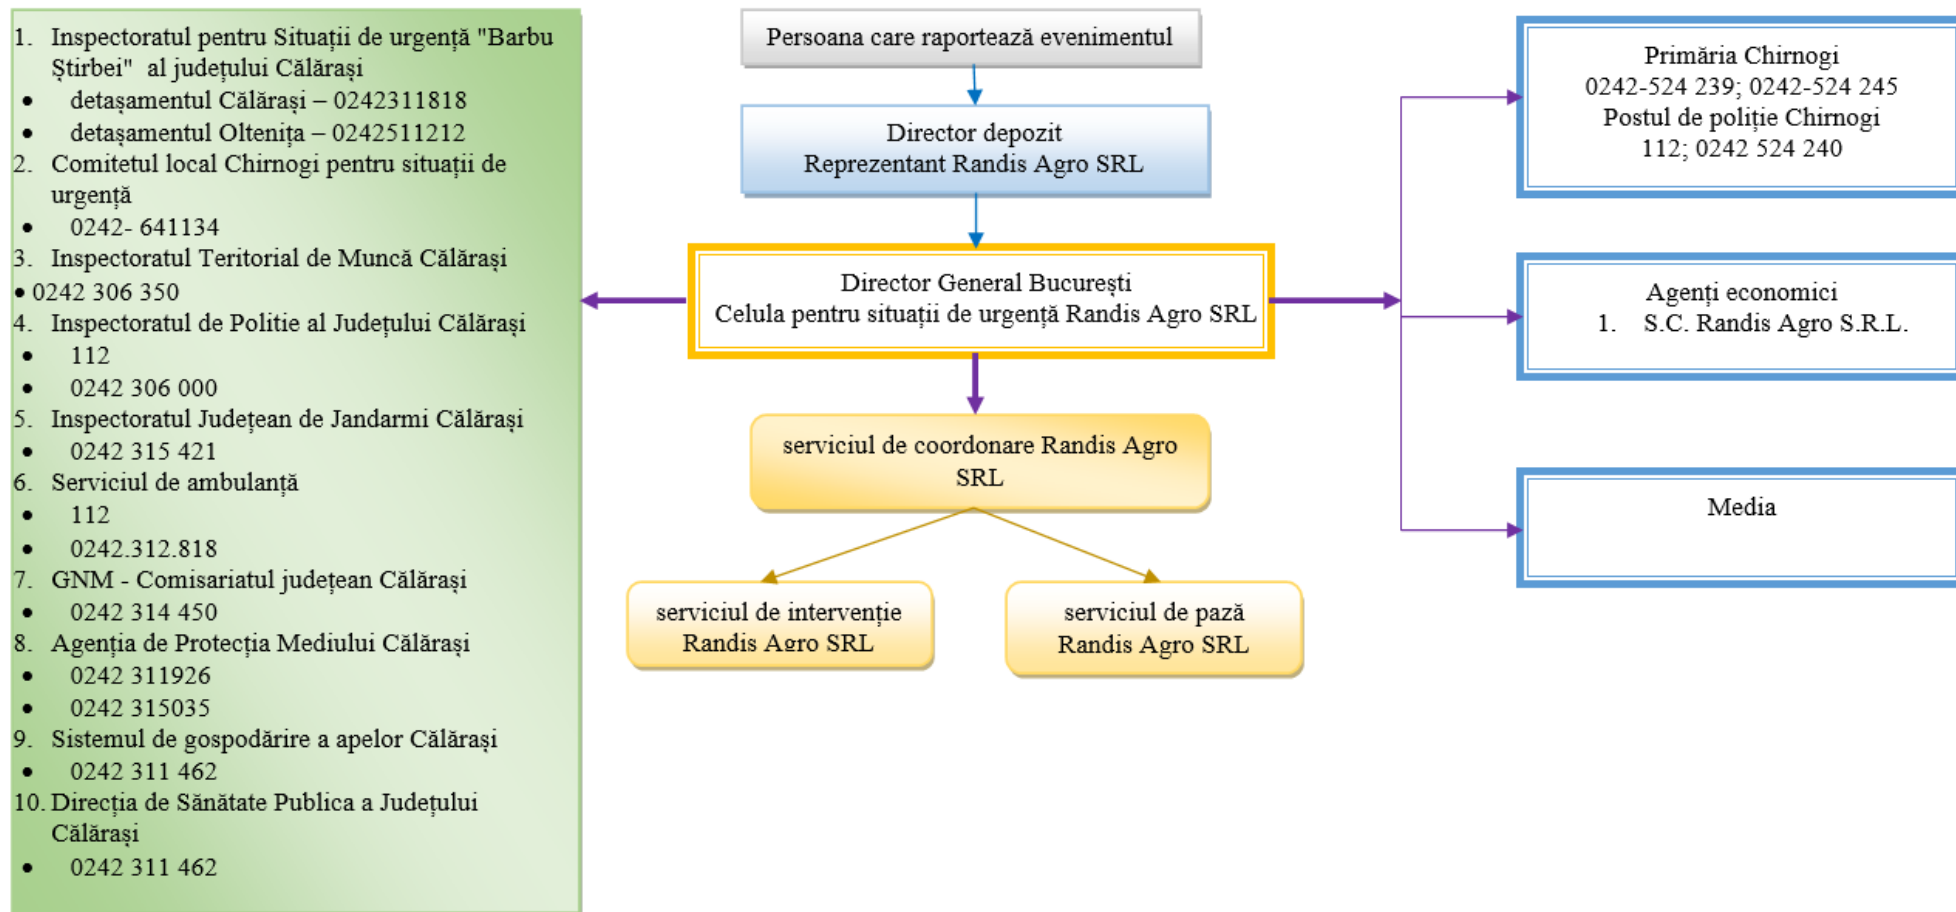 1. Inspectoratul pentru Situații de urgență "Barbu
Știrbei" al județului Călărași
• detașamentul Călărași – 0242311818
• detașamentul Oltenița – 0242511212
2. Comitetul local Chirnogi pentru situații de
urgență
• 0242- 641134
3. Inspectoratul Teritorial de Muncă Călărași
• 0242 306 350
4. Inspectoratul de Politie al Județului Călărași
• 112
• 0242 306 000
5. Inspectoratul Județean de Jandarmi Călărași
• 0242 315 421
6. Serviciul de ambulanță
• 112
• 0242.312.818
7. GNM - Comisariatul județean Călărași
• 0242 314 450
8. Agenția de Protecția Mediului Călărași
• 0242 311926
• 0242 315035
9. Sistemul de gospodărire a apelor Călărași
• 0242 311 462
10. Direcția de Sănătate Publica a Județului
Călărași
• 0242 311 462
Persoana care raportează evenimentul
Director depozit
Reprezentant Randis Agro SRL
Director General București
Celula pentru situații de urgență Randis Agro SRL
serviciul de coordonare Randis Agro
SRL
serviciul de intervenție
Randis Agro SRL
serviciul de pază
Randis Agro SRL
Primăria Chirnogi
0242-524 239; 0242-524 245
Postul de poliție Chirnogi
112; 0242 524 240
Agenți economici
1. S.C. Randis Agro S.R.L.
Media